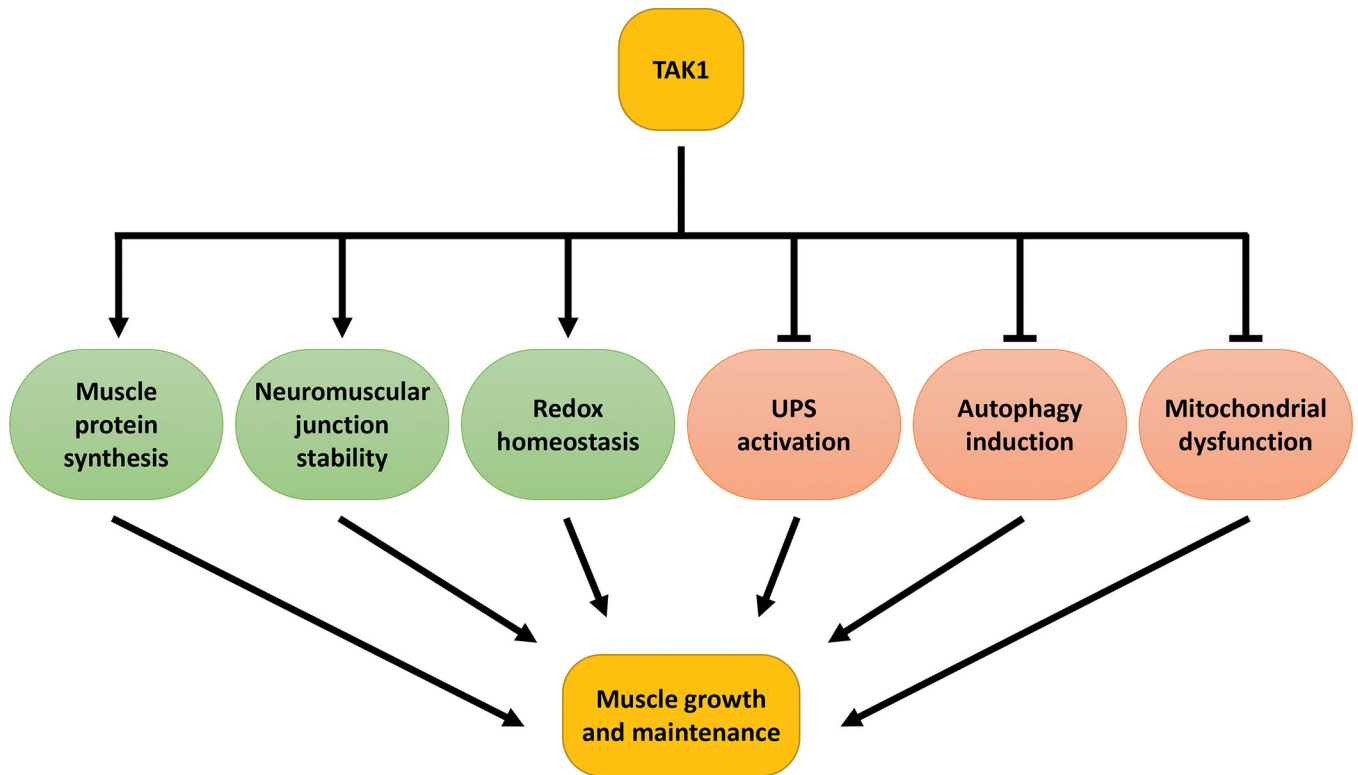 TAK1
Muscle
protein
synthesis
Neuromuscular
junction
stability
Redox
homeostasis
UPS
activation
Autophagy
induction
Mitochondrial
dysfunction
Muscle growth
and maintenance